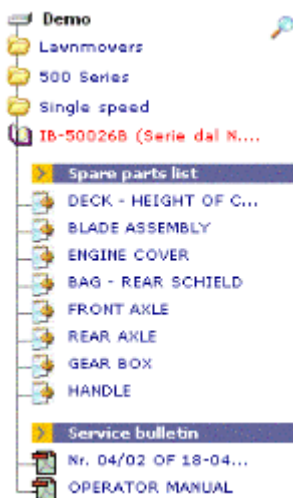 Demo
Lawnmovers
500 Series
Single speed
IB-50026B (Serie dal N....
Spare parts list
DECK - HEIGHT OF C...
BLADE ASSEMBLY
ENGINE COVER
BAG - REAR SCHIELD
FRONT AXLE
REAR AXLE
GEAR BOX
HANDLE
Service bulletin
Nr. 04/02 OF 18-04...
OPERATOR MANUAL